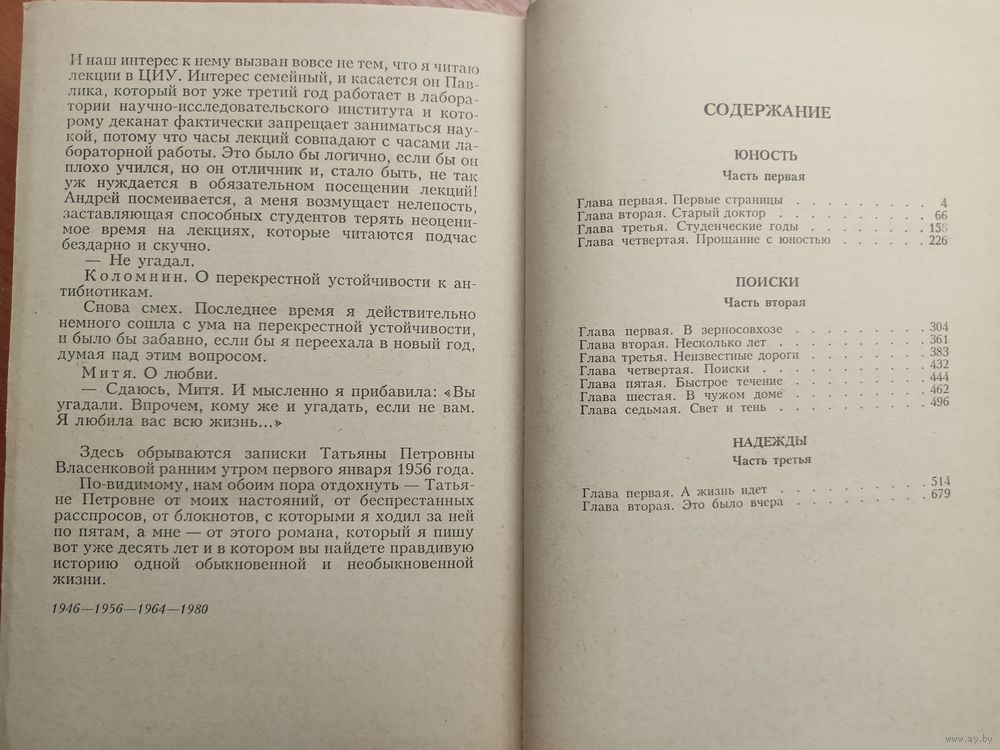 И наш интерес к нему вызван вовсе не тем, что я читаю
лекции в ЦИУ. Интерес семейный, и касается он Пав-
лика, который вот уже третий год работает в лабора-
тории научно-исследовательского института и кото-
рому деканат фактически запрещает заниматься нау-
кой, потому что часы лекций совпадают с часами ла-
бораторной работы. Это было бы логично, если бы он
плохо учился, но он отличник и, стало быть, не так
уж нуждается в обязательном посещении лекций!
Андрей посмеивается, а меня возмущает нелепость,
заставляющая способных студентов терять неоцени-
мое время на лекциях, которые читаются подчас
бездарно и скучно.
— Не угадал.
Коломнин. О перекрестной устойчивости к ан-
тибиотикам.
Снова смех. Последнее время я действительно
немного сошла с ума на перекрестной устойчивости,
и было бы забавно, если бы я переехала в новый год,
думая над этим вопросом.
Митя. О любви.
— Сдаюсь, Митя. И мысленно я прибавила: «Вы
угадали. Впрочем, кому же и угадать, если не вам.
Я любила вас всю жизнь...»
Здесь обрываются записки Татьяны Петровны
Власенковой ранним утром первого января 1956 года.
По-видимому, нам обоим пора отдохнуть — Татья-
не Петровне от моих настояний, от беспрестанных
расспросов, от блокнотов, с которыми я ходил за ней
по пятам, а мне — от этого романа, который я пишу
вот уже десять лет и в котором вы найдете правдивую
историю одной обыкновенной и необыкновенной
жизни.
1946—1956—1964—1980
СОДЕРЖАНИЕ
ЮНОСТЬ
Часть первая
Глава первая. Первые страницы . . . . . . . . 4
Глава вторая. Старый доктор . . . . . . . . 66
Глава третья. Студенческие годы . . . . . . . 158
Глава четвертая. Прощание с юностью . . . . . . 226
ПОИСКИ
Часть вторая
Глава первая. В зерносовхозе . . . . . . . . 304
Глава вторая. Несколько лет . . . . . . . . 361
Глава третья. Неизвестные дороги . . . . . . . 383
Глава четвертая. Поиски . . . . . . . . . 432
Глава пятая. Быстрое течение . . . . . . . . 444
Глава шестая. В чужом доме . . . . . . . . 462
Глава седьмая. Свет и тень . . . . . . . . 496
НАДЕЖДЫ
Часть третья
Глава первая. А жизнь идет . . . . . . . . 514
Глава вторая. Это было вчера . . . . . . . . 679
www.ay.by